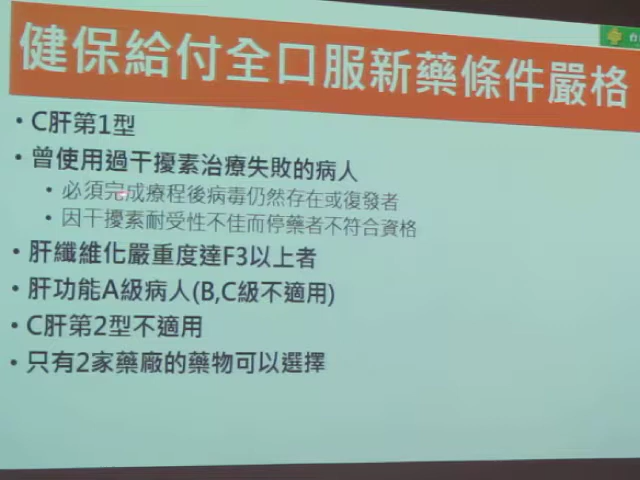 健保給付全口服新藥條件嚴格
• C肝第1型
• 曾使用過干擾素治療失敗的病人
• 必須完成療程後病毒仍然存在或復發者
• 因干擾素耐受性不佳而停藥者不符合資格
• 肝纖維化嚴重度達F3以上者
• 肝功能A級病人(B,C級不適用)
• C肝第2型不適用
• 只有2家藥廠的藥物可以選擇